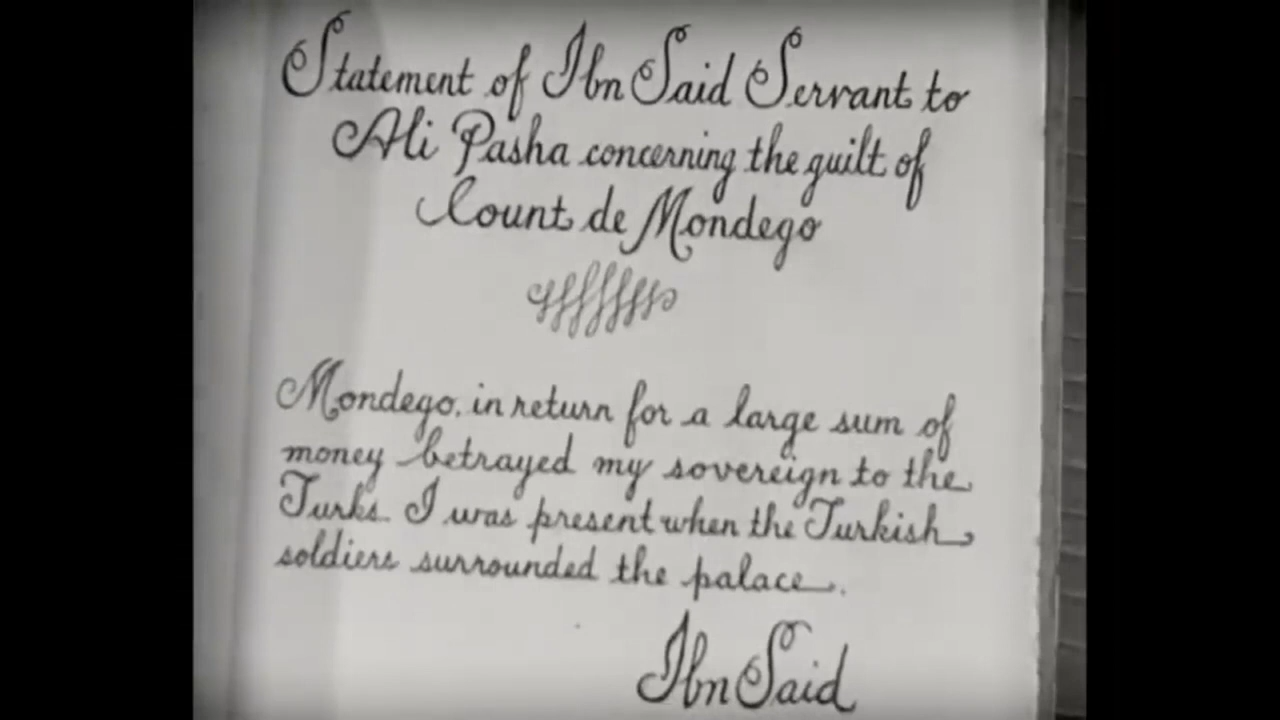 Statement of Ibn Said Servant to
Ali Pasha concerning the guilt of
Count de Mondego
Mondego, in return for a large sum of
money betrayed my sovereign to the
Turks. I was present when the Turkish
soldiers surrounded the palace.
Ibn Said